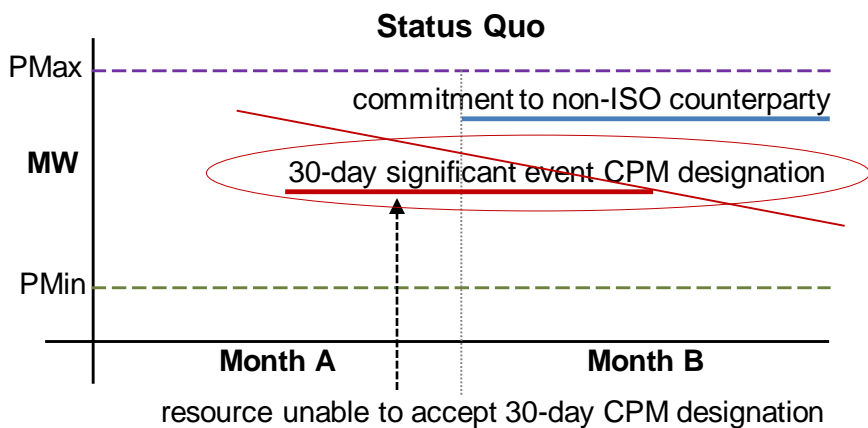 Status Quo
PMax
commitment to non-ISO counterparty
MW
30-day significant event CPM designation
PMin
Month A
Month B
resource unable to accept 30-day CPM designation